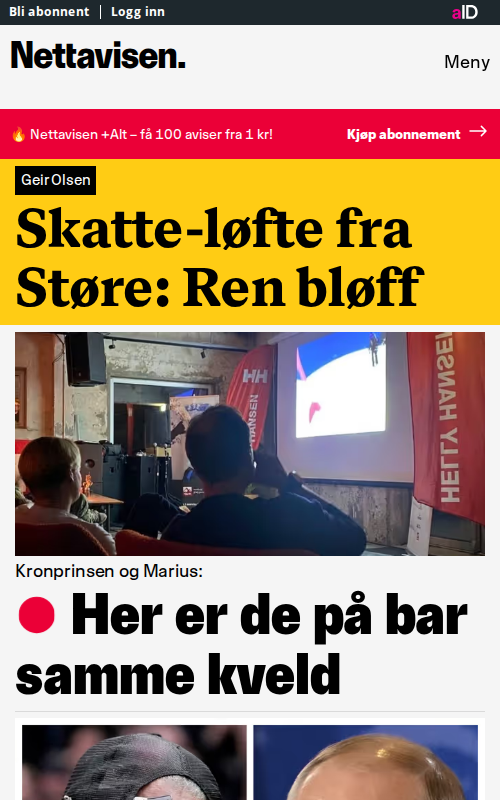 Bli abonnent | Logg inn
aID
Nettavisen.
Meny
🔥 Nettavisen +Alt – få 100 aviser fra 1 kr!
Kjøp abonnement →
Geir Olsen
Skatte-løfte fra
Støre: Ren bløff
HH
HANSEN
HELLY HANSEN
Kronprinsen og Marius:
Her er de på bar
samme kveld